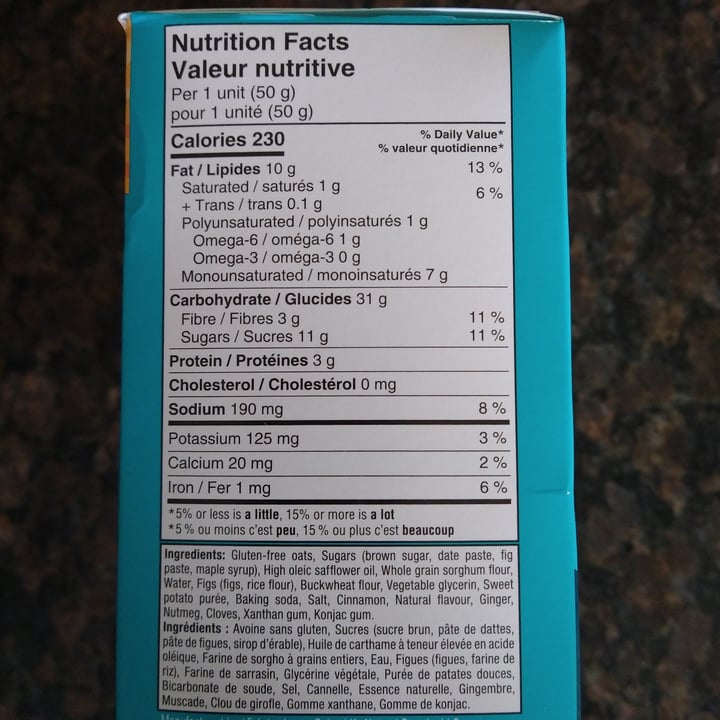 Nutrition Facts
Valeur nutritive
Per 1 unit (50 g)
pour 1 unité (50 g)
Calories 230
% Daily Value*
% valeur quotidienne*
Fat / Lipides 10 g 13 %
Saturated / saturés 1 g 6 %
+ Trans / trans 0.1 g
Polyunsaturated / polyinsaturés 1 g
Omega-6 / oméga-6 1 g
Omega-3 / oméga-3 0 g
Monounsaturated / monoinsaturés 7 g
Carbohydrate / Glucides 31 g
Fibre / Fibres 3 g 11 %
Sugars / Sucres 11 g 11 %
Protein / Protéines 3 g
Cholesterol / Cholestérol 0 mg
Sodium 190 mg 8 %
Potassium 125 mg 3 %
Calcium 20 mg 2 %
Iron / Fer 1 mg 6 %
*5% or less is a little, 15% or more is a lot
*5 % ou moins c'est peu, 15 % ou plus c'est beaucoup
Ingredients: Gluten-free oats, Sugars (brown sugar, date paste, fig
paste, maple syrup), High oleic safflower oil, Whole grain sorghum flour,
Water, Figs (figs, rice flour), Buckwheat flour, Vegetable glycerin, Sweet
potato purée, Baking soda, Salt, Cinnamon, Natural flavour, Ginger,
Nutmeg, Cloves, Xanthan gum, Konjac gum.
Ingrédients : Avoine sans gluten, Sucres (sucre brun, pâte de dattes,
pâte de figues, sirop d'érable), Huile de carthame à teneur élevée en acide
oléique, Farine de sorgho à grains entiers, Eau, Figues (figues, farine de
riz), Farine de sarrasin, Glycérine végétale, Purée de patates douces,
Bicarbonate de soude, Sel, Cannelle, Essence naturelle, Gingembre,
Muscade, Clou de girofle, Gomme xanthane, Gomme de konjac.